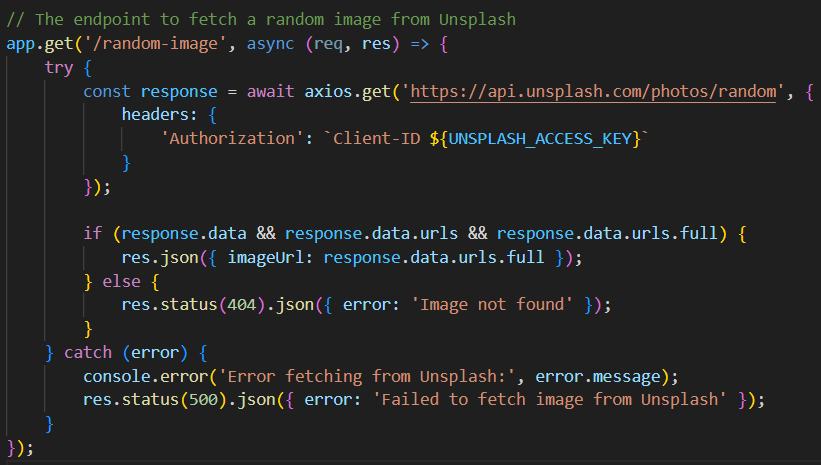 // The endpoint to fetch a random image from Unsplash
app.get('/random-image', async (req, res) => {
    try {
        const response = await axios.get('https://api.unsplash.com/photos/random', {
            headers: {
                'Authorization': `Client-ID ${UNSPLASH_ACCESS_KEY}`
            }
        });

        if (response.data && response.data.urls && response.data.urls.full) {
            res.json({ imageUrl: response.data.urls.full });
        } else {
            res.status(404).json({ error: 'Image not found' });
        }
    } catch (error) {
        console.error('Error fetching from Unsplash:', error.message);
        res.status(500).json({ error: 'Failed to fetch image from Unsplash' });
    }
});